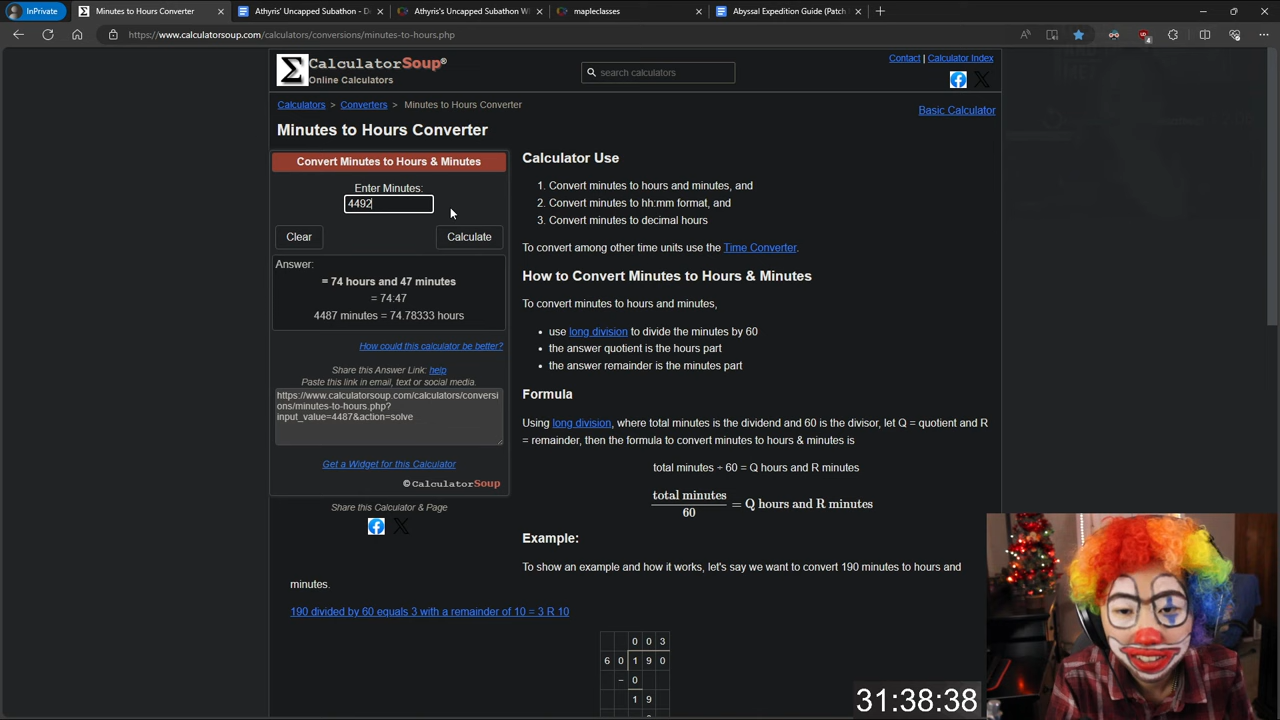 InPrivate
Minutes to Hours Converter
Athyris' Uncapped Subathon - D
Athyris's Uncapped Subathon W
mapleclasses
Abyssal Expedition Guide (Patch
https://www.calculatorsoup.com/calculators/conversions/minutes-to-hours.php
CalculatorSoup®
Online Calculators
search calculators
Contact | Calculator Index
Calculators > Converters > Minutes to Hours Converter
Basic Calculator
Minutes to Hours Converter
Convert Minutes to Hours & Minutes
Enter Minutes:
4492
Clear
Calculate
Answer:
= 74 hours and 47 minutes
= 74:47
4487 minutes = 74.78333 hours
How could this calculator be better?
Share this Answer Link: help
Paste this link in email, text or social media.
https://www.calculatorsoup.com/calculators/conversi
ons/minutes-to-hours.php?
input_value=4487&action=solve
Get a Widget for this Calculator
©CalculatorSoup
Share this Calculator & Page
Calculator Use
1. Convert minutes to hours and minutes, and
2. Convert minutes to hh:mm format, and
3. Convert minutes to decimal hours
To convert among other time units use the Time Converter.
How to Convert Minutes to Hours & Minutes
To convert minutes to hours and minutes,
• use long division to divide the minutes by 60
• the answer quotient is the hours part
• the answer remainder is the minutes part
Formula
Using long division, where total minutes is the dividend and 60 is the divisor, let Q = quotient and R
= remainder, then the formula to convert minutes to hours & minutes is
total minutes ÷ 60 = Q hours and R minutes
total minutes
60
= Q hours and R minutes
Example:
To show an example and how it works, let's say we want to convert 190 minutes to hours and
minutes.
190 divided by 60 equals 3 with a remainder of 10 = 3 R 10
0 0 3
6 0 1 9 0
− 0
1 9
31:38:38